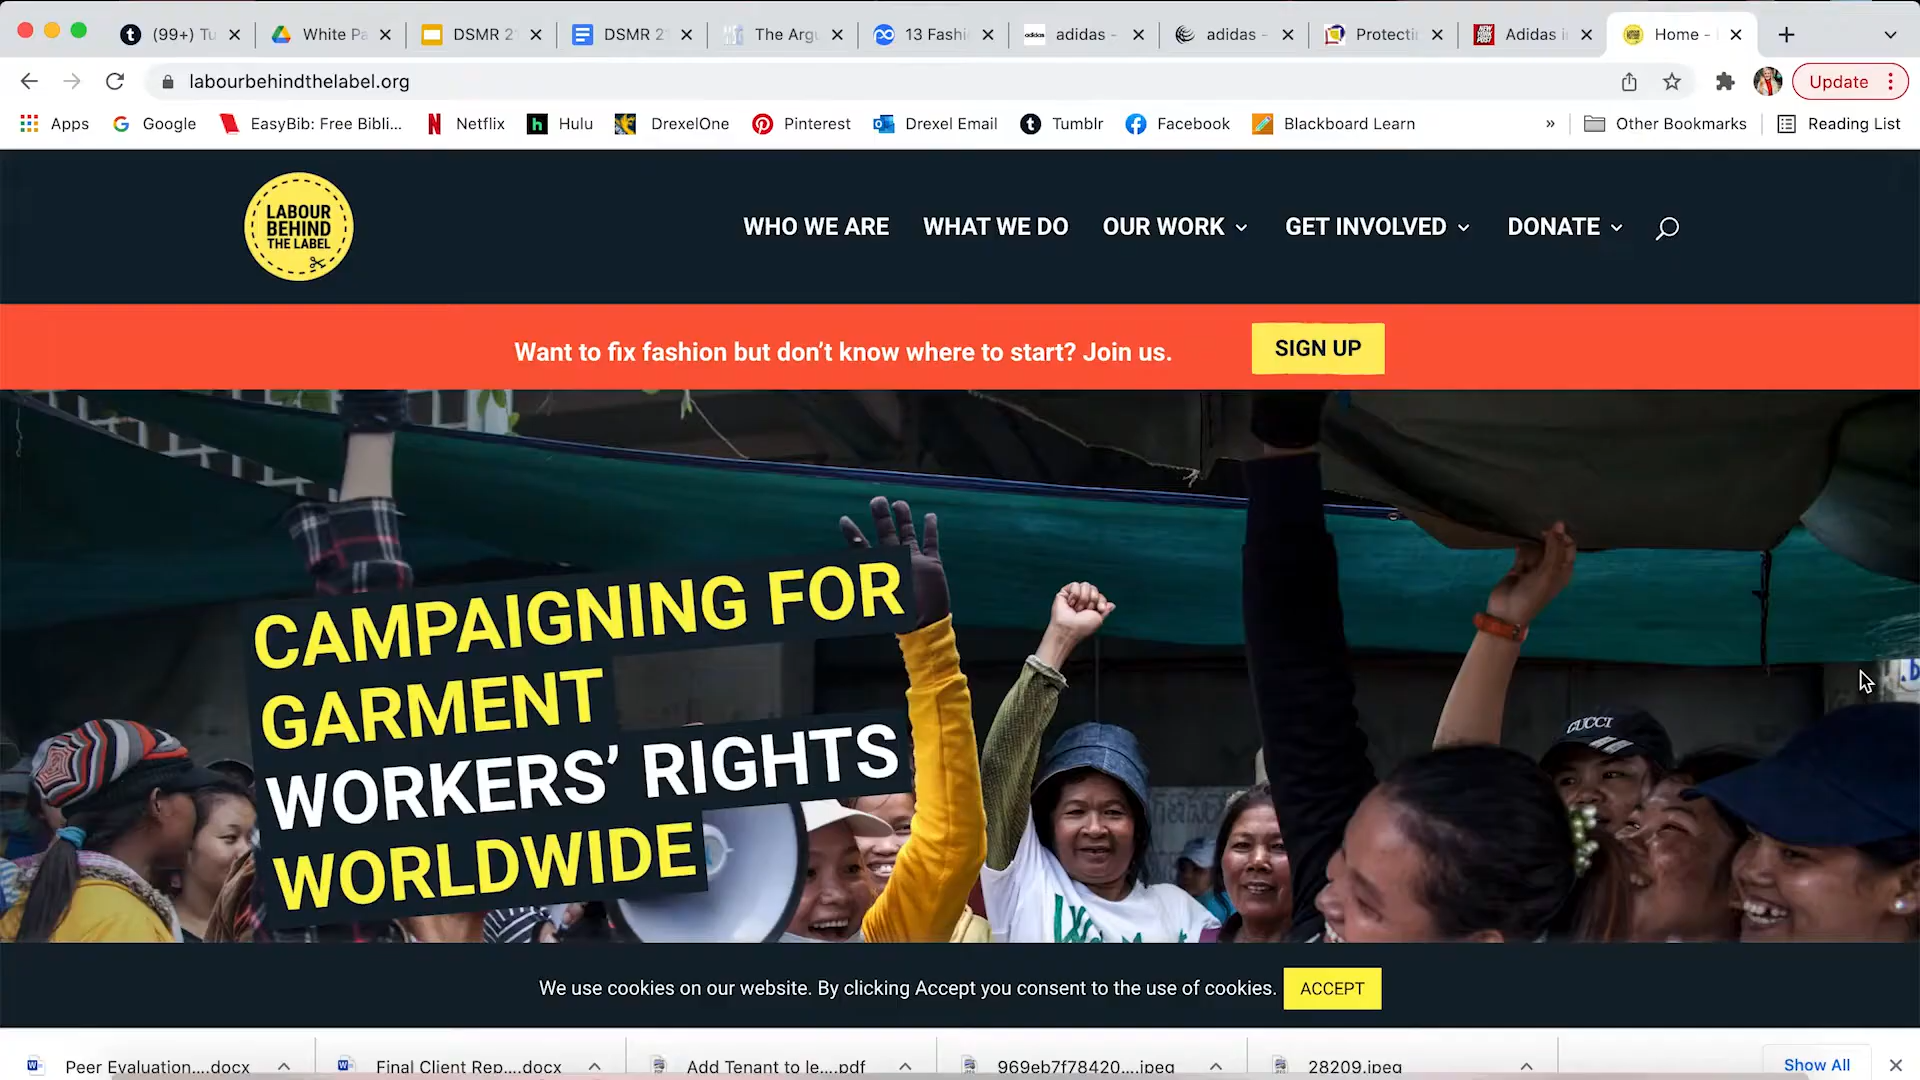 (99+) Tu
White Pa
DSMR 2
DSMR 2
The Argu
13 Fashi
adidas -
adidas -
Protecti
Adidas i
Home -
labourbehindthelabel.org
Update
Apps
Google
EasyBib: Free Bibli...
Netflix
Hulu
DrexelOne
Pinterest
Drexel Email
Tumblr
Facebook
Blackboard Learn
»
Other Bookmarks
Reading List
LABOUR
BEHIND
THE LABEL
WHO WE ARE
WHAT WE DO
OUR WORK
GET INVOLVED
DONATE
Want to fix fashion but don’t know where to start? Join us.
SIGN UP
CAMPAIGNING FOR
GARMENT
WORKERS’ RIGHTS
WORLDWIDE
GUCCI
We use cookies on our website. By clicking Accept you consent to the use of cookies.
ACCEPT
Peer Evaluation....docx
Final Client Rep....docx
Add Tenant to le....pdf
969eb7f78420....jpeg
28209.jpeg
Show All